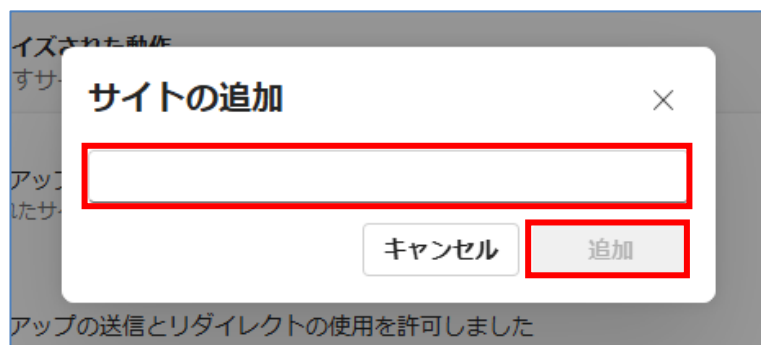 イズされた動作
すサ
サイトの追加
アップ
れたサ
キャンセル
追加
アップの送信とリダイレクトの使用を許可しました